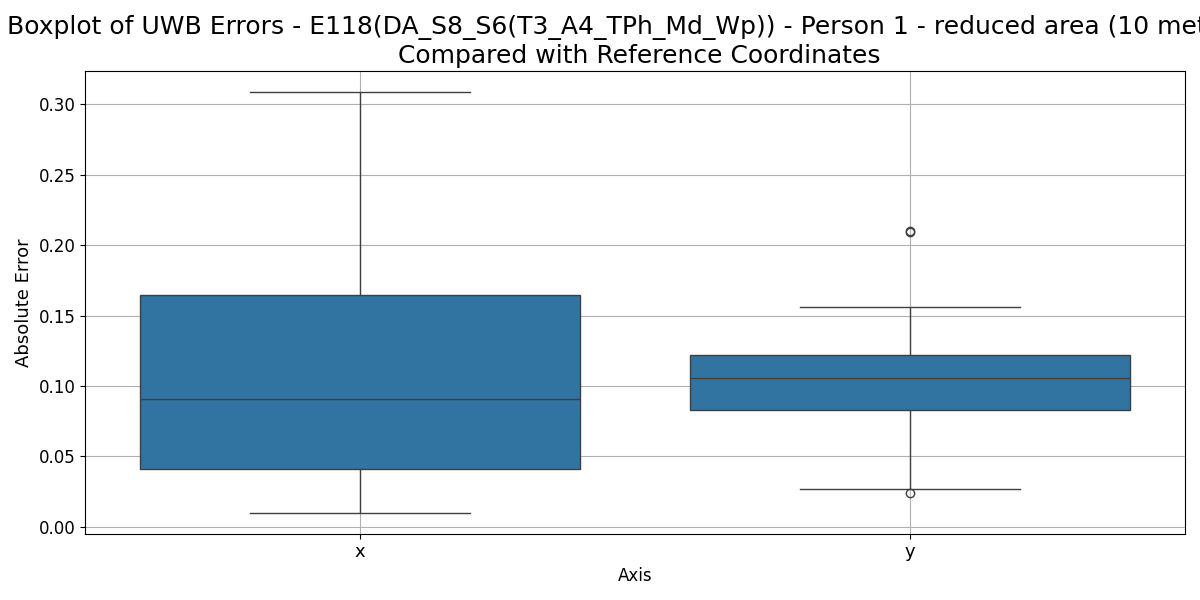 Boxplot of UWB Errors - E118(DA_S8_S6(T3_A4_TPh_Md_Wp)) - Person 1 - reduced area (10
Compared with Reference Coordinates
0.30
0.25
0.20
0.15
0.10
0.05
0.00
Absolute Error
x
y
Axis